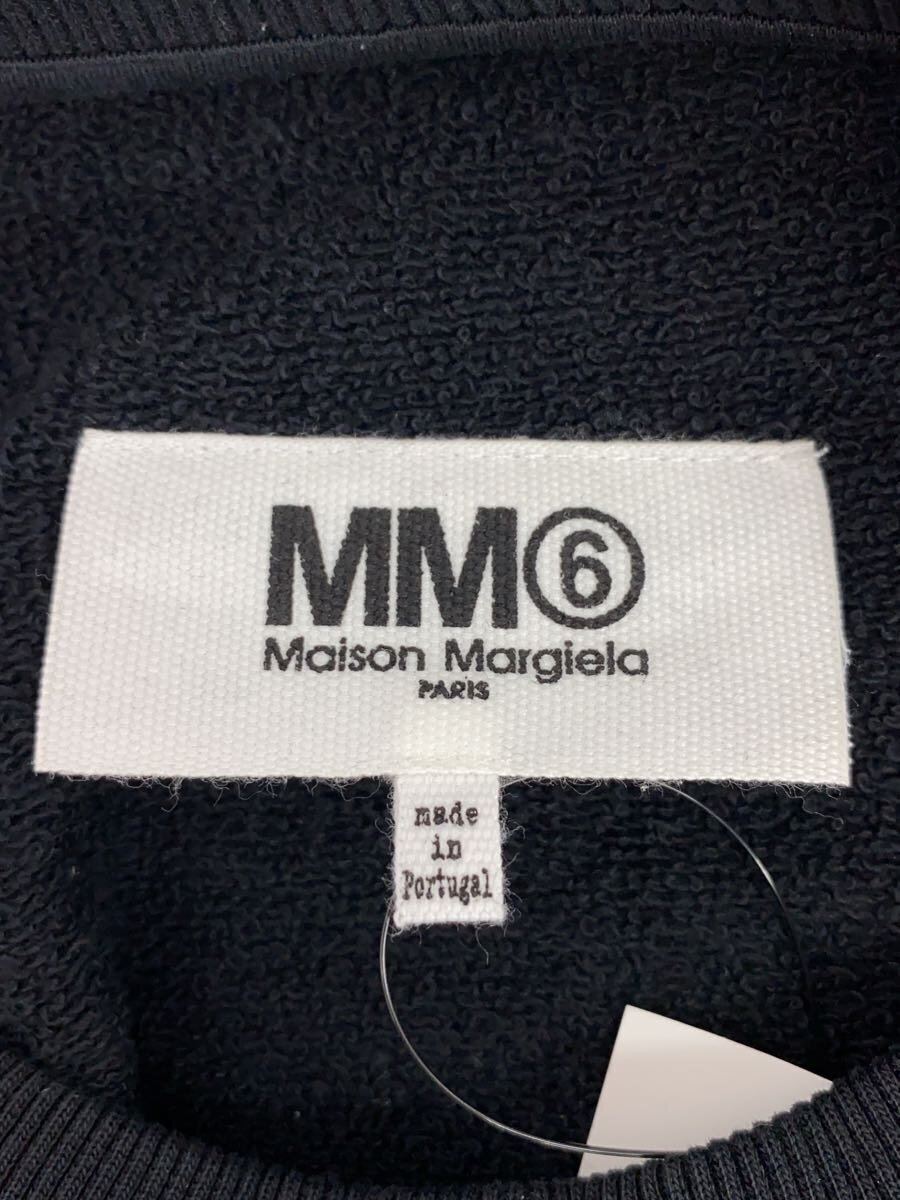 MM⑥
Maison Margiela
PARIS
made
in
Portugal